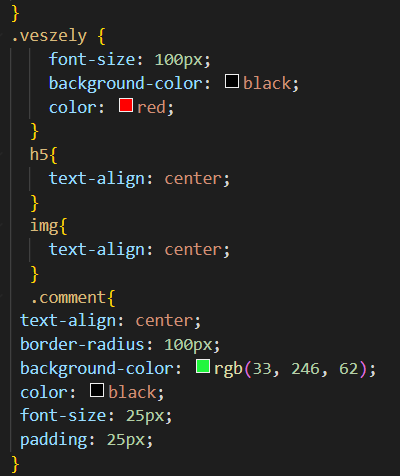 }
.veszely {
font-size: 100px;
background-color: black;
color: red;
}
h5{
text-align: center;
}
img{
text-align: center;
}
.comment{
text-align: center;
border-radius: 100px;
background-color: rgb(33, 246, 62);
color: black;
font-size: 25px;
padding: 25px;
}